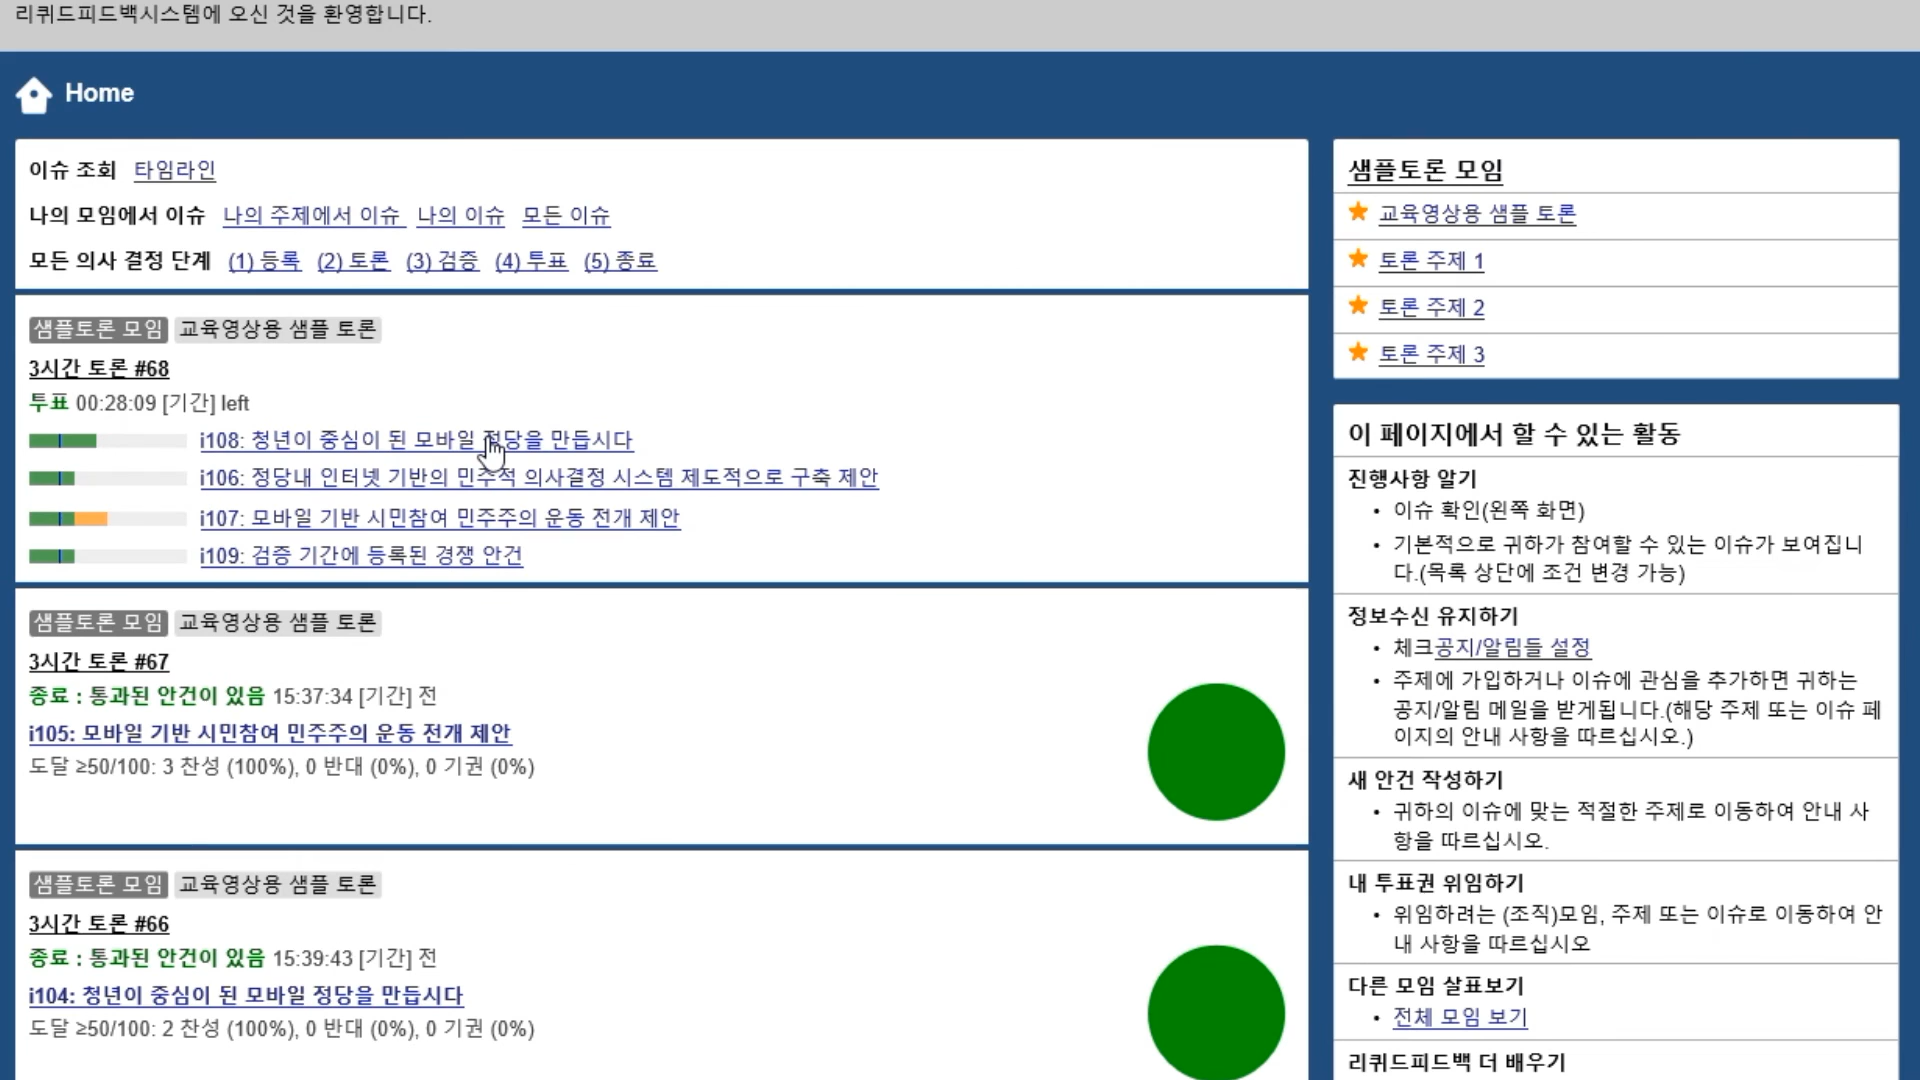 리퀴드피드백시스템에 오신 것을 환영합니다.
Home
이슈 조회 타임라인
나의 모임에서 이슈 나의 주제에서 이슈 나의 이슈 모든 이슈
모든 의사 결정 단계 (1) 등록 (2) 토론 (3) 검증 (4) 투표 (5) 종료
샘플토론 모임 교육영상용 샘플 토론
3시간 토론 #68
투표 00:28:09 [기간] left
i108: 청년이 중심이 된 모바일 정당을 만듭시다
i106: 정당내 인터넷 기반의 민주적 의사결정 시스템 제도적으로 구축 제안
i107: 모바일 기반 시민참여 민주주의 운동 전개 제안
i109: 검증 기간에 등록된 경쟁 안건
샘플토론 모임 교육영상용 샘플 토론
3시간 토론 #67
종료 : 통과된 안건이 있음 15:37:34 [기간] 전
i105: 모바일 기반 시민참여 민주주의 운동 전개 제안
도달 ≥50/100: 3 찬성 (100%), 0 반대 (0%), 0 기권 (0%)
샘플토론 모임 교육영상용 샘플 토론
3시간 토론 #66
종료 : 통과된 안건이 있음 15:39:43 [기간] 전
i104: 청년이 중심이 된 모바일 정당을 만듭시다
도달 ≥50/100: 2 찬성 (100%), 0 반대 (0%), 0 기권 (0%)
샘플토론 모임
교육영상용 샘플 토론
토론 주제 1
토론 주제 2
토론 주제 3
이 페이지에서 할 수 있는 활동
진행사항 알기
• 이슈 확인(왼쪽 화면)
• 기본적으로 귀하가 참여할 수 있는 이슈가 보여집니
다.(목록 상단에 조건 변경 가능)
정보수신 유지하기
• 체크공지/알림들 설정
• 주제에 가입하거나 이슈에 관심을 추가하면 귀하는
공지/알림 메일을 받게됩니다.(해당 주제 또는 이슈 페
이지의 안내 사항을 따르십시오.)
새 안건 작성하기
• 귀하의 이슈에 맞는 적절한 주제로 이동하여 안내 사
항을 따르십시오.
내 투표권 위임하기
• 위임하려는 (조직)모임, 주제 또는 이슈로 이동하여 안
내 사항을 따르십시오
다른 모임 살표보기
• 전체 모임 보기
리퀴드피드백 더 배우기